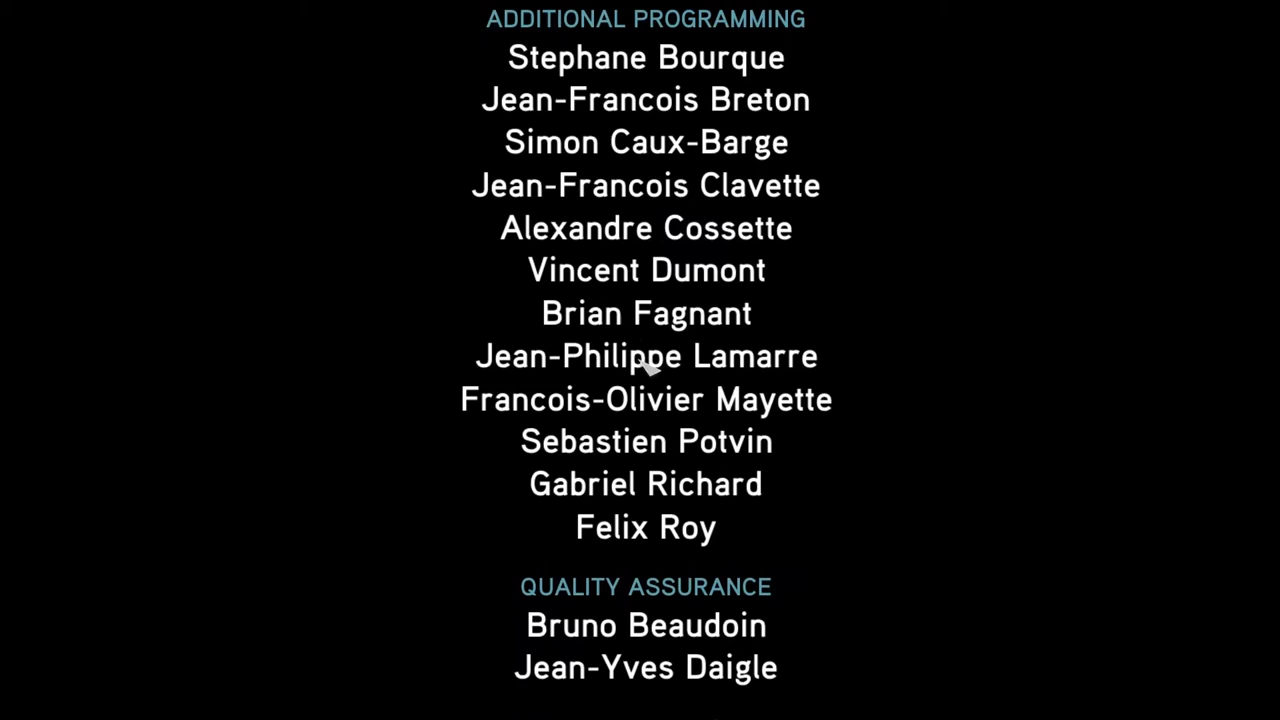 ADDITIONAL PROGRAMMING
Stephane Bourque
Jean-Francois Breton
Simon Caux-Barge
Jean-Francois Clavette
Alexandre Cossette
Vincent Dumont
Brian Fagnant
Jean-Philippe Lamarre
Francois-Olivier Mayette
Sebastien Potvin
Gabriel Richard
Felix Roy
QUALITY ASSURANCE
Bruno Beaudoin
Jean-Yves Daigle